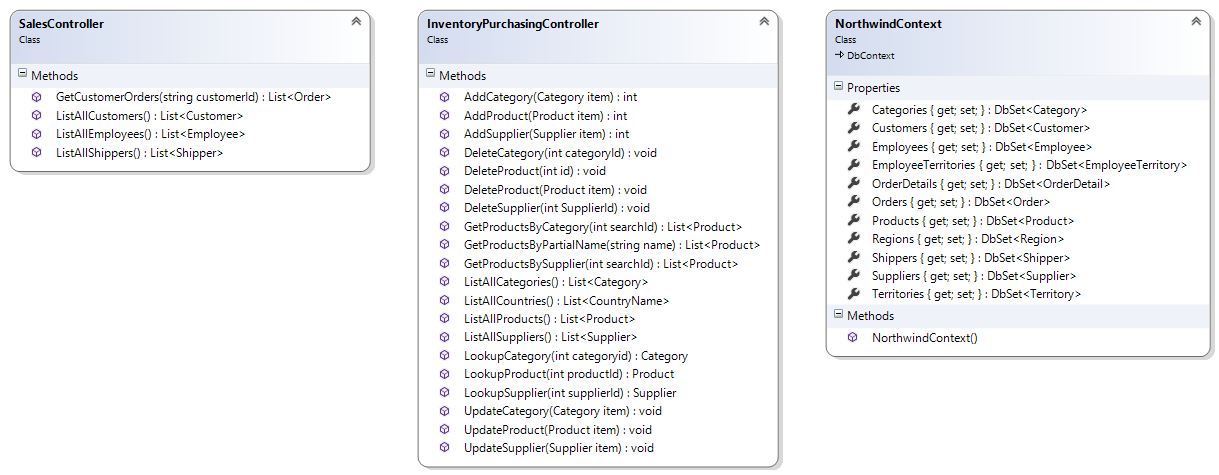 SalesController
Class
Methods
GetCustomerOrders(string customerId) : List<Order>
ListAllCustomers() : List<Customer>
ListAllEmployees() : List<Employee>
ListAllShippers() : List<Shipper>
InventoryPurchasingController
Class
Methods
AddCategory(Category item) : int
AddProduct(Product item) : int
AddSupplier(Supplier item) : int
DeleteCategory(int categoryId) : void
DeleteProduct(int id) : void
DeleteProduct(Product item) : void
DeleteSupplier(int SupplierId) : void
GetProductsByCategory(int searchId) : List<Product>
GetProductsByPartialName(string name) : List<Product>
GetProductsBySupplier(int searchId) : List<Product>
ListAllCategories() : List<Category>
ListAllCountries() : List<CountryName>
ListAllProducts() : List<Product>
ListAllSuppliers() : List<Supplier>
LookupCategory(int categoryid) : Category
LookupProduct(int productId) : Product
LookupSupplier(int supplierId) : Supplier
UpdateCategory(Category item) : void
UpdateProduct(Product item) : void
UpdateSupplier(Supplier item) : void
NorthwindContext
Class
DbContext
Properties
Categories { get; set; } : DbSet<Category>
Customers { get; set; } : DbSet<Customer>
Employees { get; set; } : DbSet<Employee>
EmployeeTerritories { get; set; } : DbSet<EmployeeTerritory>
OrderDetails { get; set; } : DbSet<OrderDetail>
Orders { get; set; } : DbSet<Order>
Products { get; set; } : DbSet<Product>
Regions { get; set; } : DbSet<Region>
Shippers { get; set; } : DbSet<Shipper>
Suppliers { get; set; } : DbSet<Supplier>
Territories { get; set; } : DbSet<Territory>
Methods
NorthwindContext()